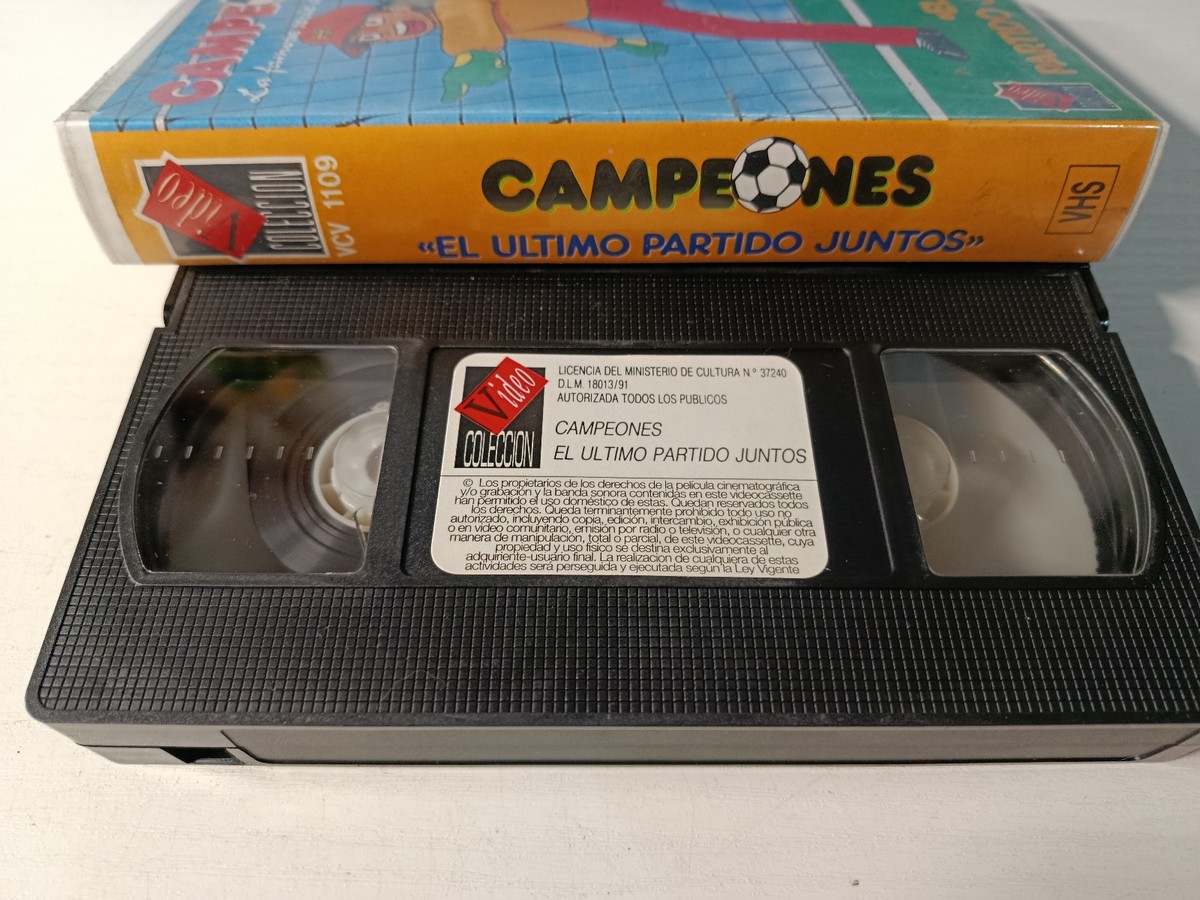 CAMPE
La famosa
PARTIDO
Video
Video
COLECCION
VCV 1109
CAMPEONES
«EL ULTIMO PARTIDO JUNTOS»
VHS
Video
COLECCION
LICENCIA DEL MINISTERIO DE CULTURA N° 37240
D.L.M. 18013/91
AUTORIZADA TODOS LOS PUBLICOS
CAMPEONES
EL ULTIMO PARTIDO JUNTOS
© Los propietarios de los derechos de la película cinematográfica
y/o grabación y la banda sonora contenidas en este videocassette
han permitido el uso doméstico de estas. Quedan reservados todos
los derechos. Queda terminantemente prohibido todo uso no
autorizado, incluyendo copia, edición, intercambio, exhibición pública
o en video comunitario, emisión por radio o televisión, o cualquier otra
manera de manipulación, total o parcial, de este videocassette, cuya
propiedad y uso físico se destina exclusivamente al
adquirente-usuario final. La realización de cualquiera de estas
actividades será perseguida y ejecutada según la Ley Vigente